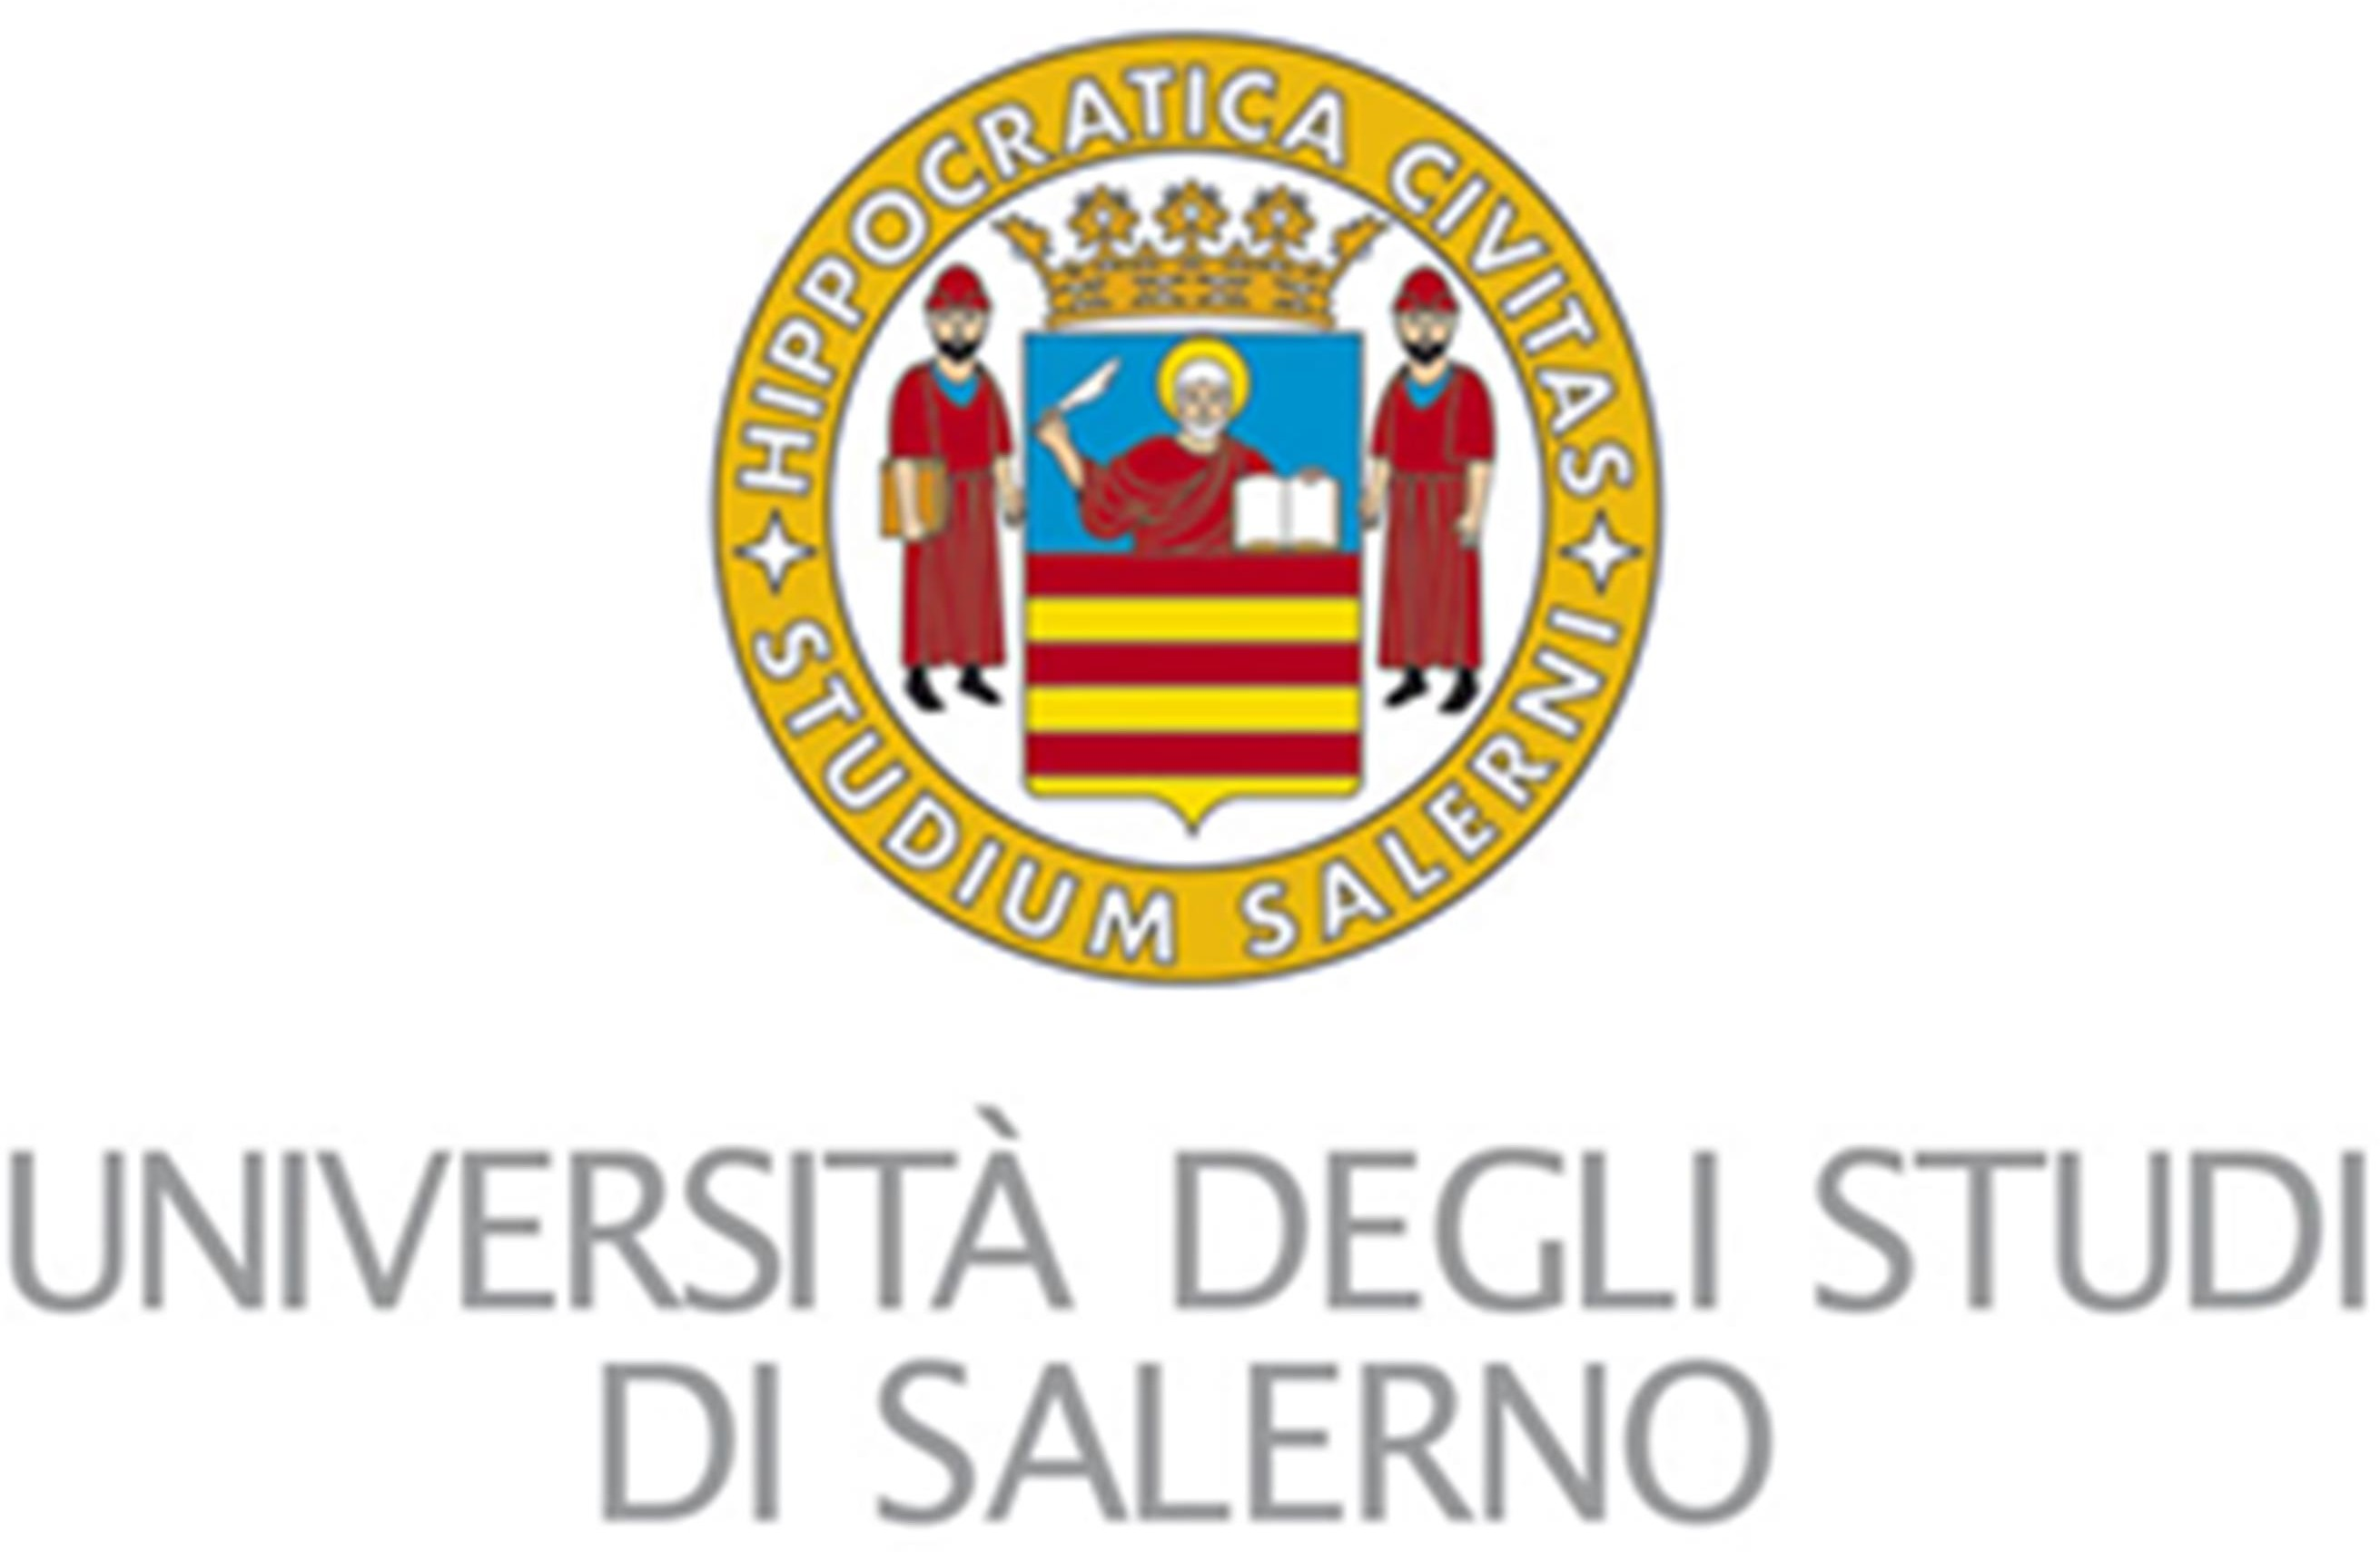 HIPPOCRATICA CIVITAS
STUDIUM SALERNI
UNIVERSITÀ DEGLI STUDI
DI SALERNO